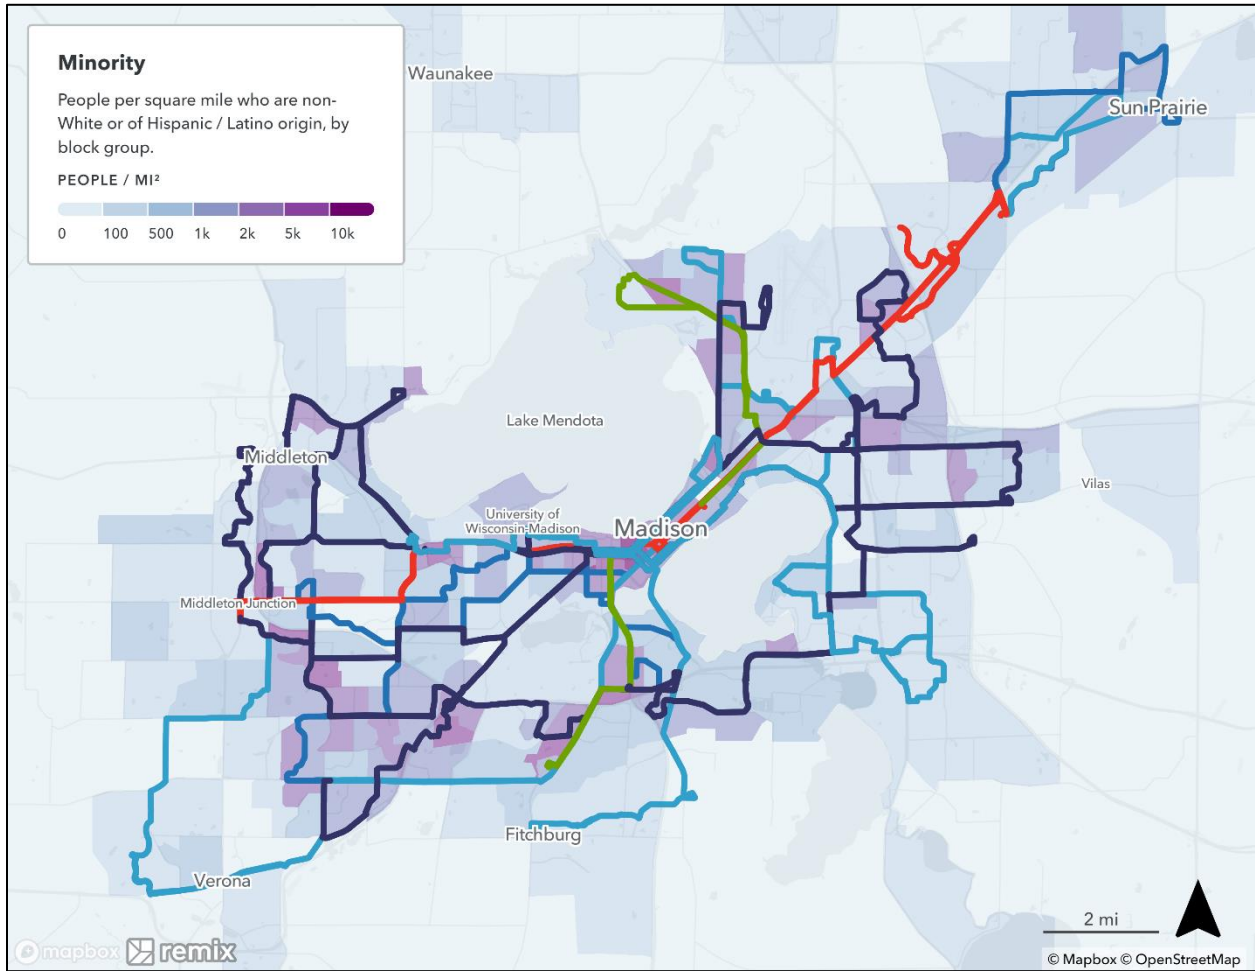 Minority
People per square mile who are non-
White or of Hispanic / Latino origin, by
block group.
PEOPLE / MI²
0 100 500 1k 2k 5k 10k
Waunakee
Sun Prairie
Lake Mendota
Middleton
Vilas
University of
Wisconsin-Madison
Madison
Middleton Junction
Fitchburg
Verona
2 mi
mapbox remix
© Mapbox © OpenStreetMap